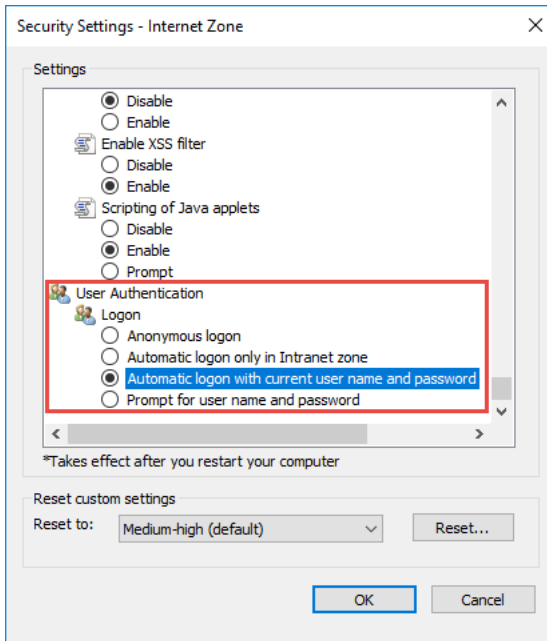 Security Settings - Internet Zone
Settings
Disable
Enable
Enable XSS filter
Disable
Enable
Scripting of Java applets
Disable
Enable
Prompt
User Authentication
Logon
Anonymous logon
Automatic logon only in Intranet zone
Automatic logon with current user name and password
Prompt for user name and password
*Takes effect after you restart your computer
Reset custom settings
Reset to:
Medium-high (default)
Reset...
OK
Cancel